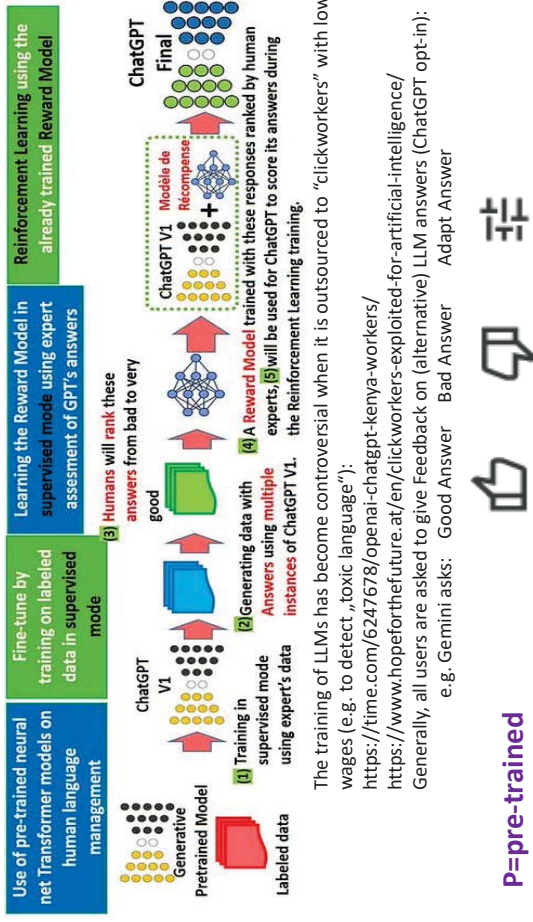 Use of pre-trained neural
net Transformer models on
human language
management
Fine-tune by
training on labeled
data in supervised
mode
Learning the Reward Model in
supervised mode using expert
assesment of GPT's answers
Reinforcement Learning using the
already trained Reward Model
Generative
Pretrained Model
Labeled data
(1) Training in
supervised mode
using expert's data
ChatGPT
V1
(2) Generating data with
Answers using multiple
instances of ChatGPT V1.
(3) Humans will rank these
answers from bad to very
good
(4) A Reward Model trained with these responses ranked by human
experts, (5) will be used for ChatGPT to score its answers during
the Reinforcement Learning training.
ChatGPT V1
Modèle de
Récompense
+
ChatGPT
Final
The training of LLMs has become controversial when it is outsourced to "clickworkers" with low
wages (e.g. to detect „toxic language"):
https://time.com/6247678/openai-chatgpt-kenya-workers/
https://www.hopeforthefuture.at/en/clickworkers-exploited-for-artificial-intelligence/
Generally, all users are asked to give Feedback on (alternative) LLM answers (ChatGPT opt-in):
e.g. Gemini asks: Good Answer Bad Answer Adapt Answer
P=pre-trained